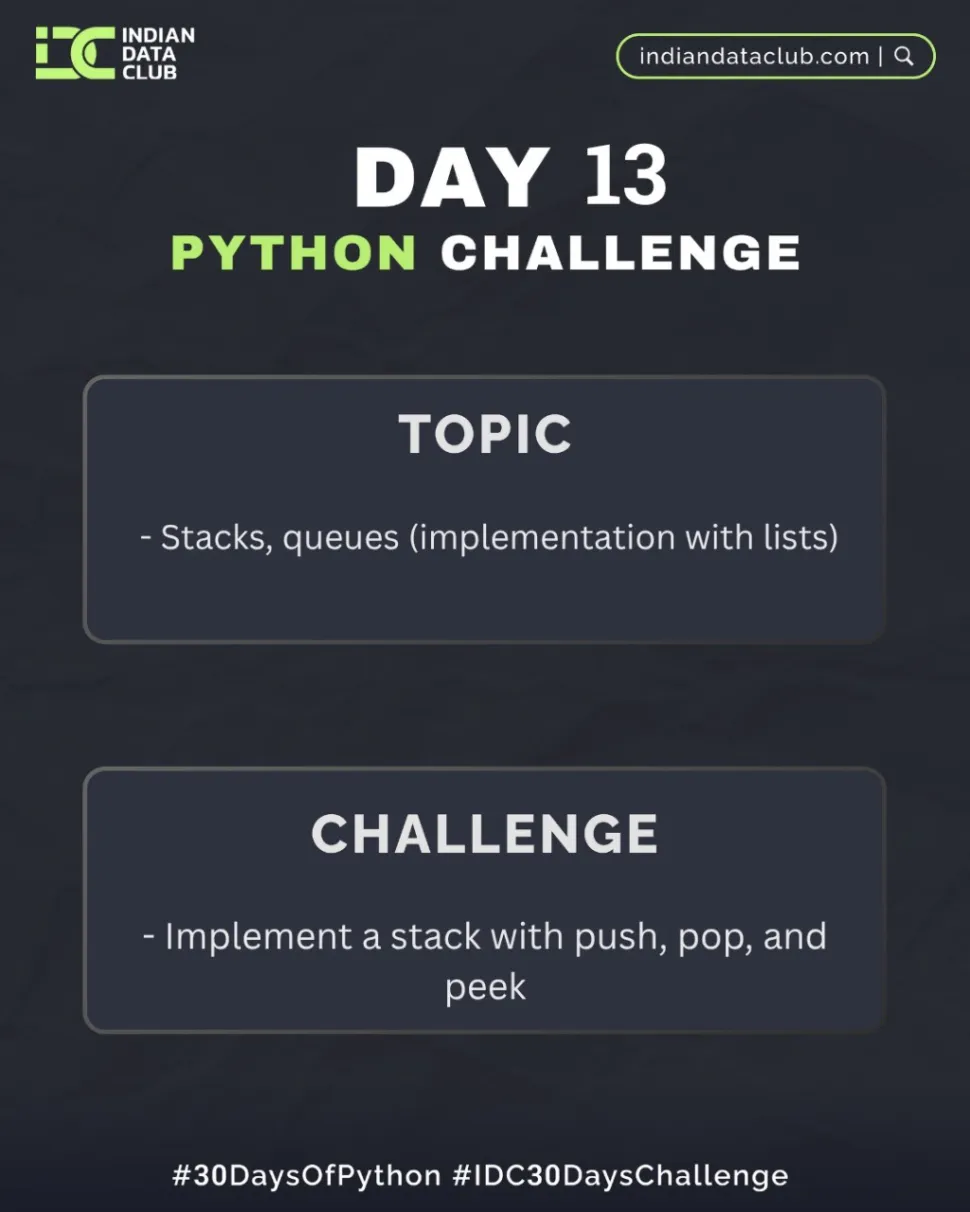 INDIAN
DATA
CLUB
indiandataclub.com |
DAY 13
PYTHON CHALLENGE
TOPIC
- Stacks, queues (implementation with lists)
CHALLENGE
- Implement a stack with push, pop, and
peek
#30DaysOfPython #IDC30DaysChallenge